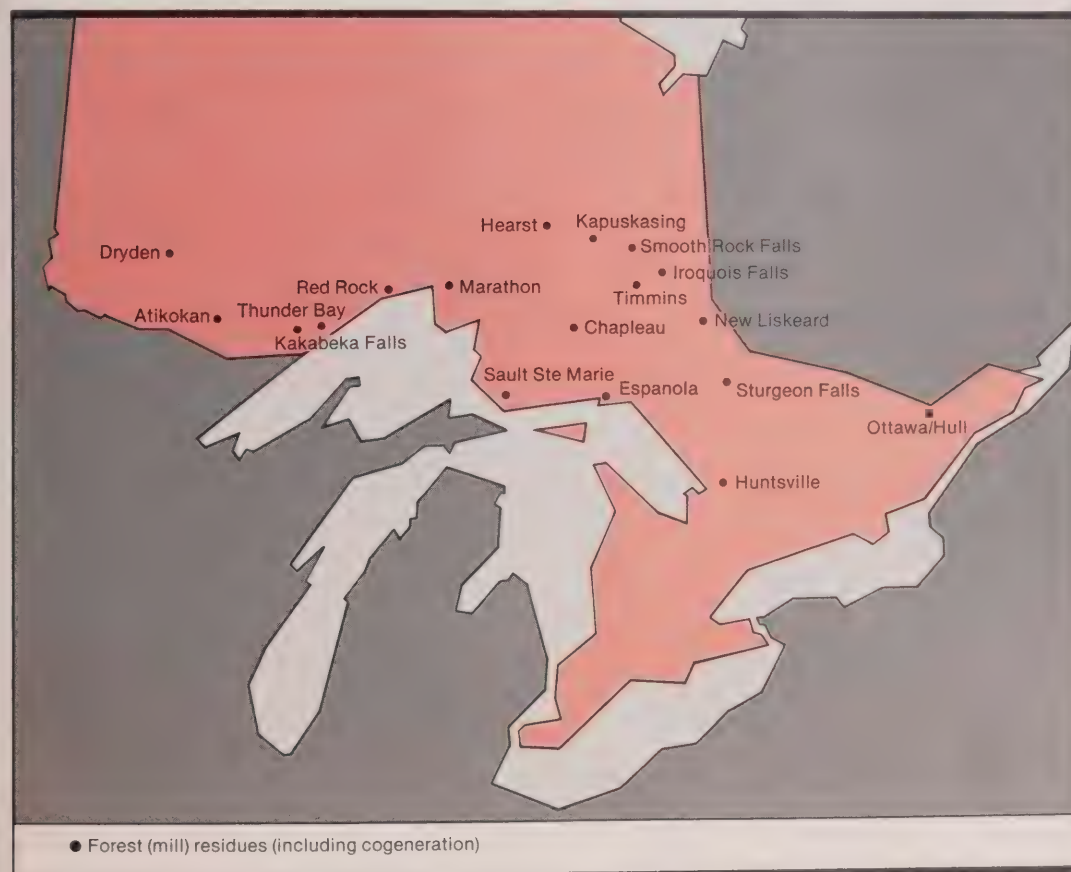 Hearst
Kapuskasing
Smooth Rock Falls
Dryden
Iroquois Falls
Red Rock
Marathon
Timmins
Atikokan
Thunder Bay
Kakabeka Falls
Chapleau
New Liskeard
Sault Ste Marie
Espanola
Sturgeon Falls
Ottawa/Hull
Huntsville
Forest (mill) residues (including cogeneration)